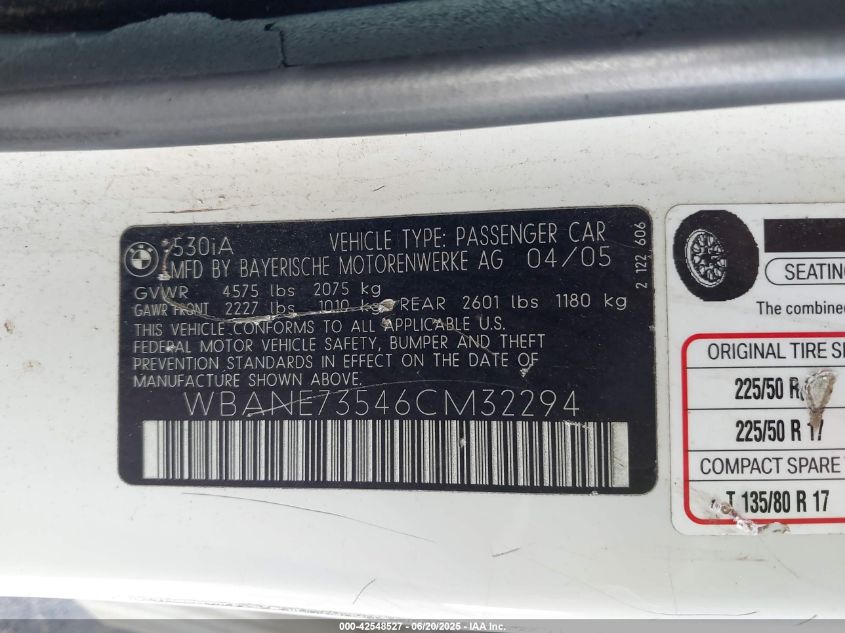 530iA VEHICLE TYPE: PASSENGER CAR
MFD BY BAYERISCHE MOTORENWERKE AG 04/05
GVWR 4575 lbs 2075 kg
GAWR FRONT 2227 lbs 1010 kg REAR 2601 lbs 1180 kg
THIS VEHICLE CONFORMS TO ALL APPLICABLE U.S.
FEDERAL MOTOR VEHICLE SAFETY, BUMPER AND THEFT
PREVENTION STANDARDS IN EFFECT ON THE DATE OF
MANUFACTURE SHOWN ABOVE.
WBANE73546CM32294
2 122 606
SEATING
The combined
ORIGINAL TIRE
225/50
225/50 R 17
COMPACT SPARE
T 135/80 R 17
000-42548527 - 06/20/2025 - IAA Inc.